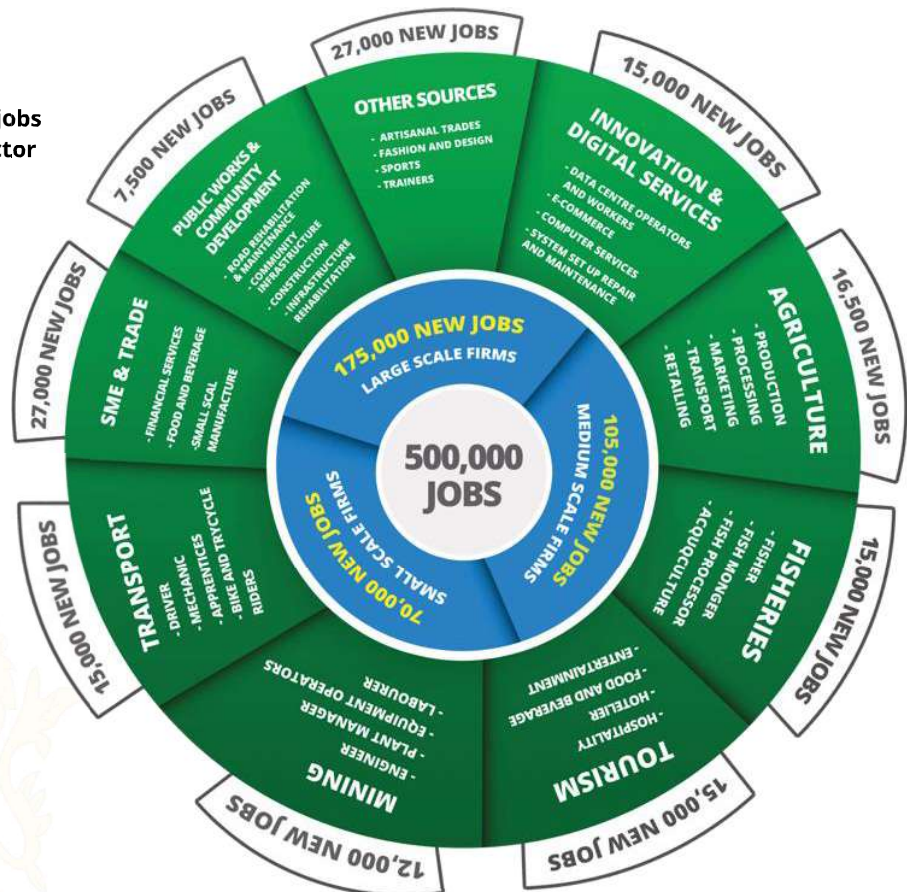 jobs
ctor
27,000 NEW JOBS
OTHER SOURCES
- ARTISANAL TRADES
- FASHION AND DESIGN
- SPORTS
- TRAINERS
15,000 NEW JOBS
INNOVATION &
DIGITAL SERVICES
- DATA CENTRE OPERATORS
AND WORKERS
- E-COMMERCE
- COMPUTER SERVICES
- SYSTEM SET UP REPAIR
AND MAINTENANCE
16,500 NEW JOBS
AGRICULTURE
- PRODUCTION
- PROCESSING
- MARKETING
- TRANSPORT
- RETAILING
15,000 NEW JOBS
FISHERIES
- FISHER
- FISH MONGER
- FISH PROCESSOR
- ACQUQCULTURE
15,000 NEW JOBS
TOURISM
- HOSPITALITY
- HOTELIER
- FOOD AND BEVERAGE
- ENTERTAINMENT
12,000 NEW JOBS
MINING
- ENGINEER
- PLANT MANAGER
- EQUIPMENT OPERATORS
- LABOURER
15,000 NEW JOBS
TRANSPORT
- DRIVER
- MECHANIC
- APPRENTICES
- BIKE AND TRYCYCLE
RIDERS
27,000 NEW JOBS
SME & TRADE
- FINANCIAL SERVICES
- FOOD AND BEVERAGE
-SMALL SCAL
MANUFACTURE
7,500 NEW JOBS
PUBLIC WORKS &
COMMUNITY
DEVELOPMENT
- ROAD REHABILITATION
& MAINTENANCE
- COMMUNITY
INFRASTRUCTURE
- CONSTRUCTION
- INFRASTRUCTURE
REHABILITATION
175,000 NEW JOBS
LARGE SCALE FIRMS
105,000 NEW JOBS
MEDIUM SCALE FIRMS
70,000 NEW JOBS
SMALL SCALE FIRMS
500,000
JOBS